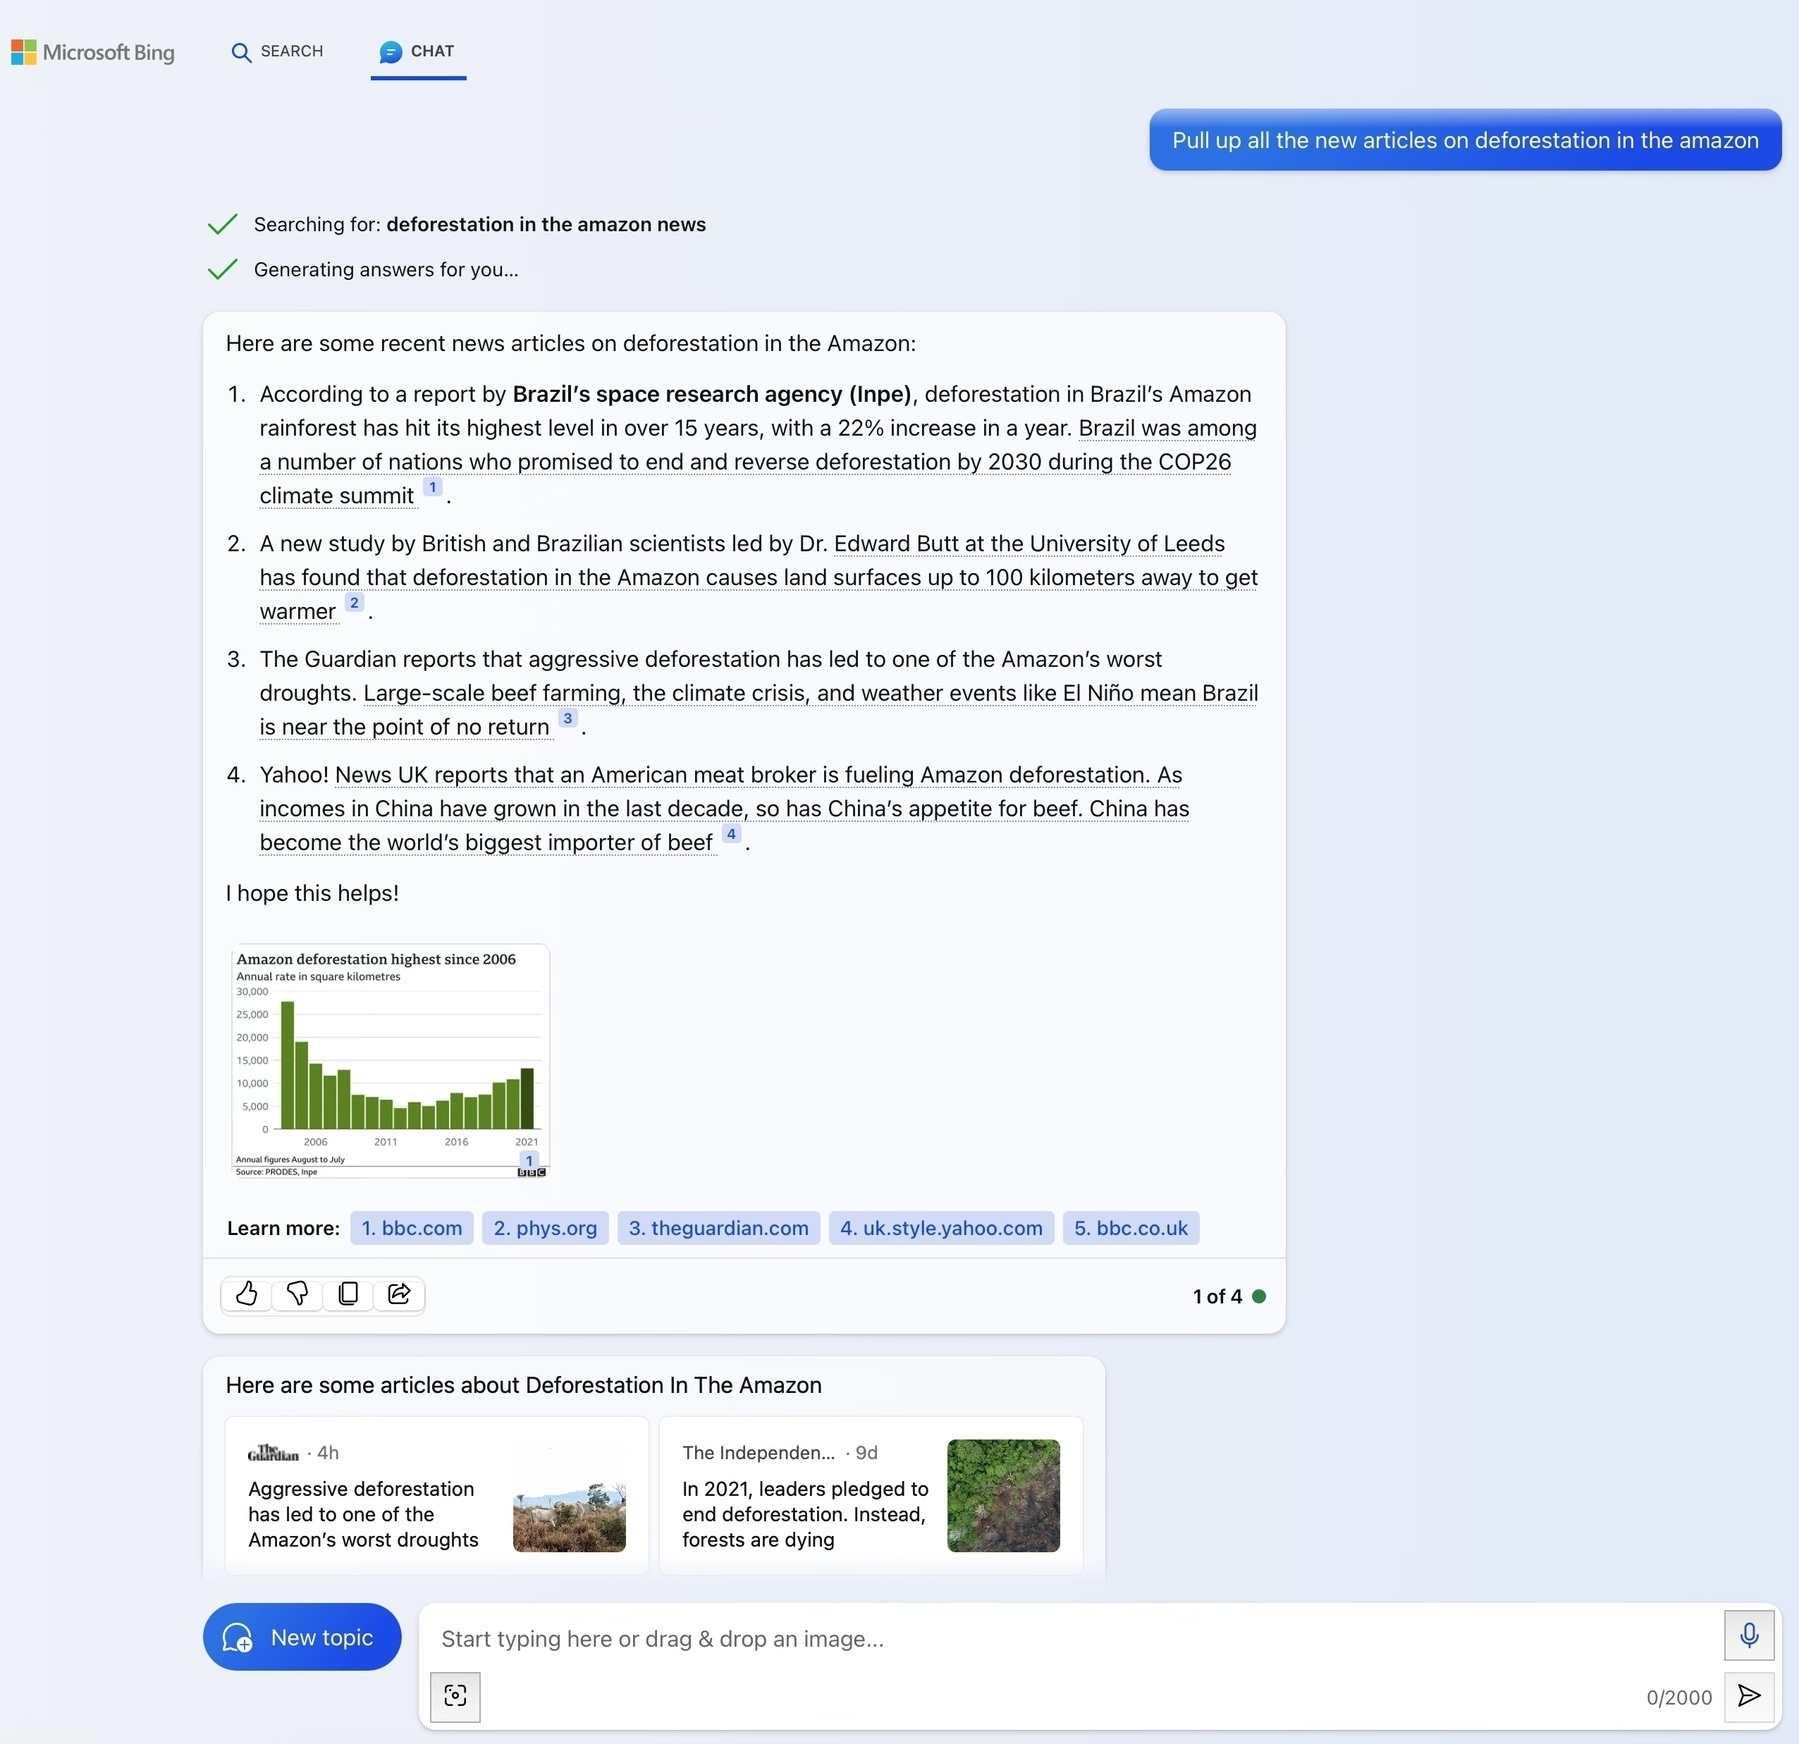 Microsoft Bing
SEARCH
CHAT
Pull up all the new articles on deforestation in the amazon
Searching for: deforestation in the amazon news
Generating answers for you...
Here are some recent news articles on deforestation in the Amazon:
1. According to a report by Brazil’s space research agency (Inpe), deforestation in Brazil’s Amazon
rainforest has hit its highest level in over 15 years, with a 22% increase in a year. Brazil was among
a number of nations who promised to end and reverse deforestation by 2030 during the COP26
climate summit 1 .
2. A new study by British and Brazilian scientists led by Dr. Edward Butt at the University of Leeds
has found that deforestation in the Amazon causes land surfaces up to 100 kilometers away to get
warmer 2 .
3. The Guardian reports that aggressive deforestation has led to one of the Amazon’s worst
droughts. Large-scale beef farming, the climate crisis, and weather events like El Niño mean Brazil
is near the point of no return 3 .
4. Yahoo! News UK reports that an American meat broker is fueling Amazon deforestation. As
incomes in China have grown in the last decade, so has China’s appetite for beef. China has
become the world’s biggest importer of beef 4 .
I hope this helps!
Amazon deforestation highest since 2006
Annual rate in square kilometres
30,000
25,000
20,000
15,000
10,000
5,000
0
2006 2011 2016 2021
Annual figures August to July
1
Source: PRODES, Inpe
BBC
Learn more: 1. bbc.com 2. phys.org 3. theguardian.com 4. uk.style.yahoo.com 5. bbc.co.uk
1 of 4
Here are some articles about Deforestation In The Amazon
The Guardian · 4h
Aggressive deforestation
has led to one of the
Amazon’s worst droughts
The Independen... · 9d
In 2021, leaders pledged to
end deforestation. Instead,
forests are dying
New topic
Start typing here or drag & drop an image...
0/2000